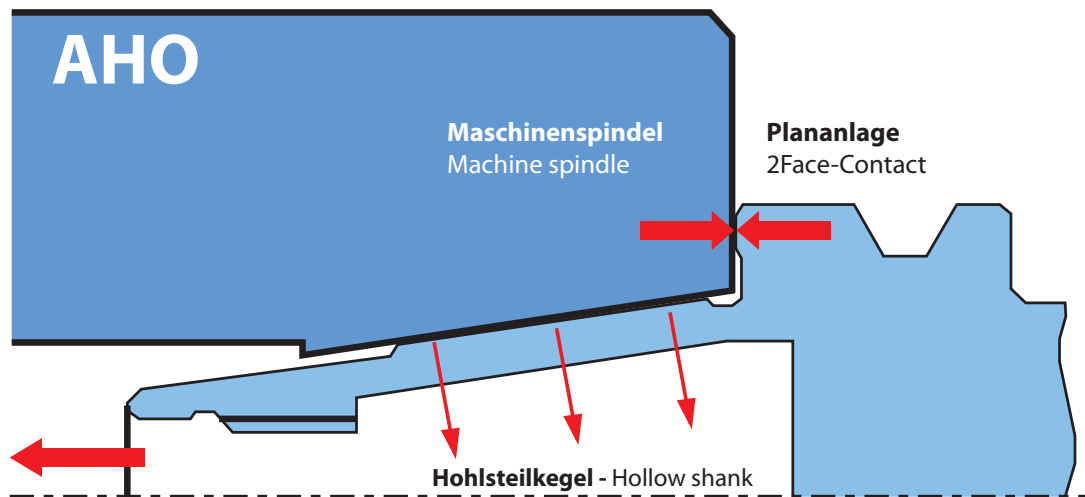 AHO
Maschinenspindel
Machine spindle
Plananlage
2Face-Contact
Hohlsteilkegel - Hollow shank